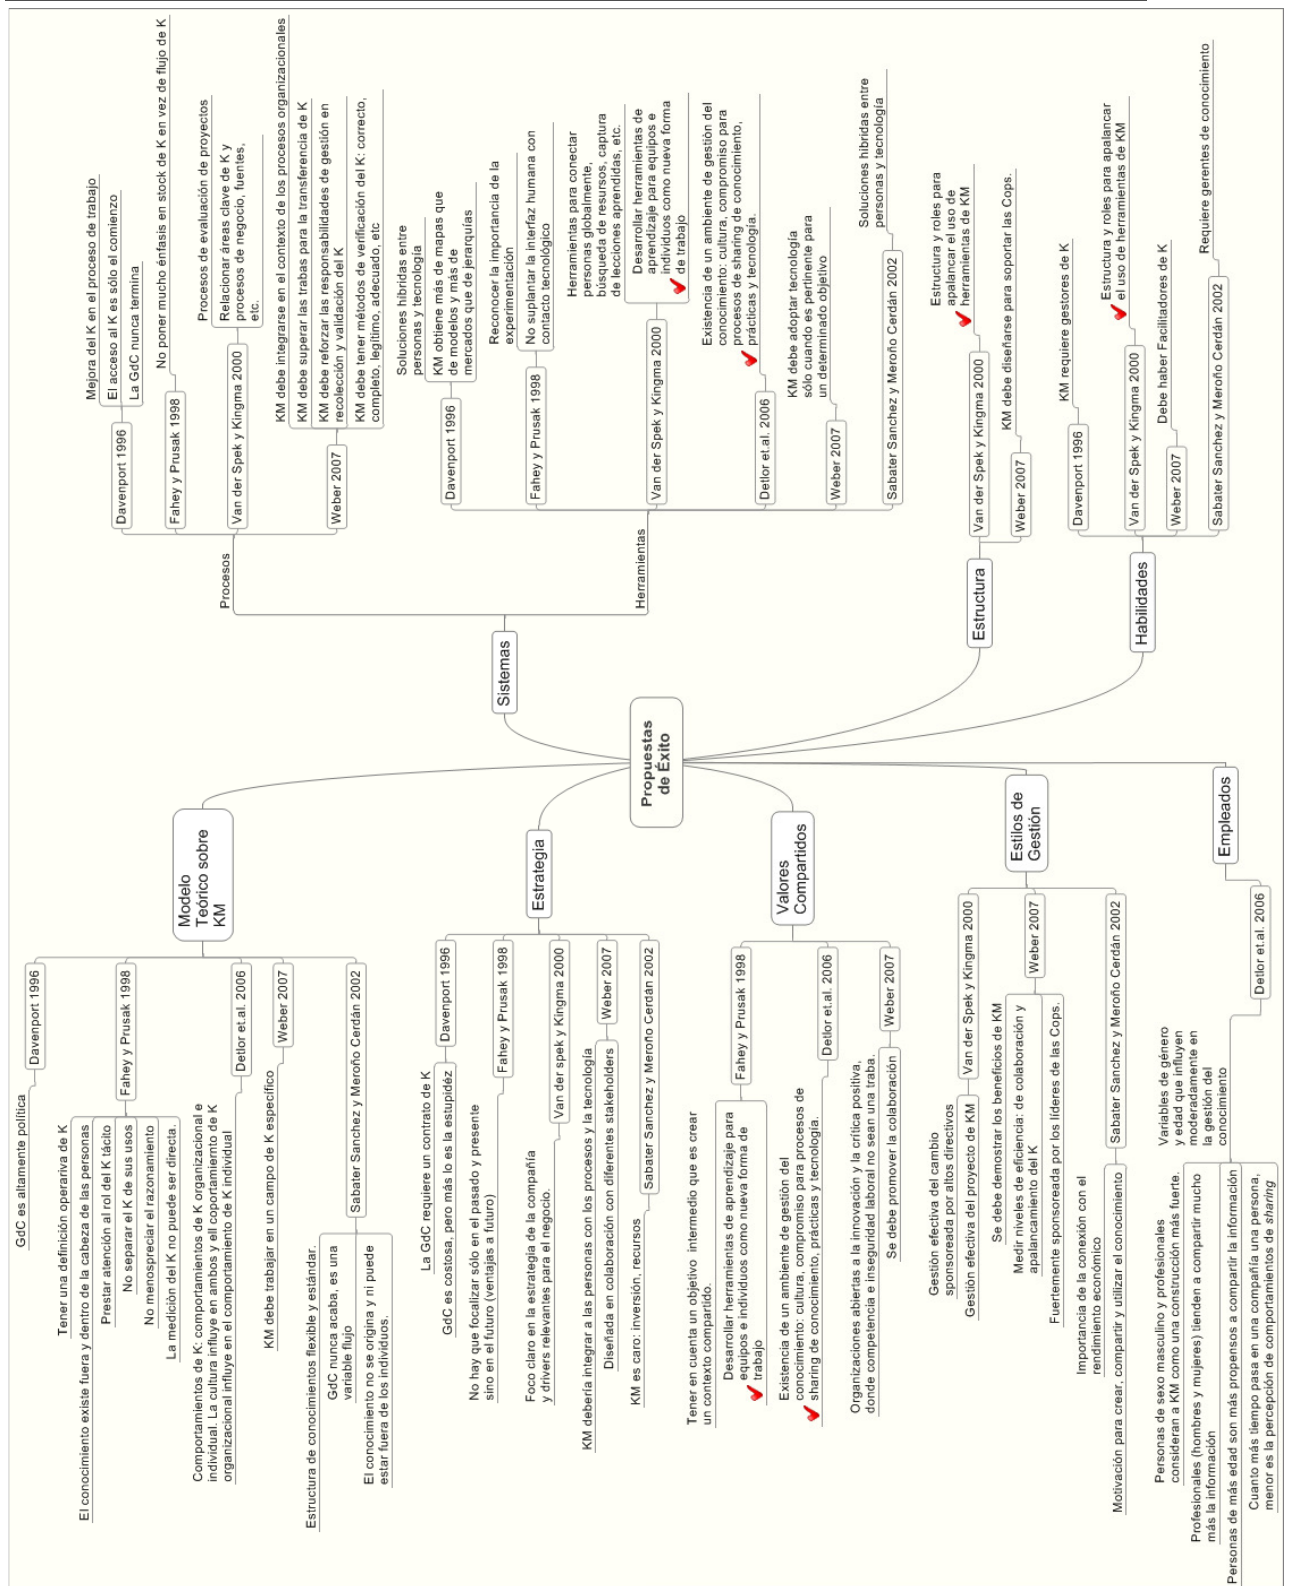 Propuestas
de Éxito
Modelo
Teórico sobre
KM
Davenport 1996
GdC es altamente política
Fahey y Prusak 1998
Tener una definición operariva de K
El conocimiento existe fuera y dentro de la cabeza de las personas
Prestar atención al rol del K tácito
No separar el K de sus usos
No menospreciar el razonamiento
La medición del K no puede ser directa.
Detlor et.al. 2006
Comportamientos de K: comportamientos de K organizacional e
individual. La cultura influye en ambos y ell coportamiernto de K
organizacional influye en el comportamiento de K individual
Weber 2007
KM debe trabajar en un campo de K específico
Sabater Sanchez y Meroño Cerdán 2002
Estructura de conocimientos flexible y estándar.
GdC nunca acaba, es una
variable flujo
El conocimiento no se origina y ni puede
estar fuera de los individuos.
Estrategia
Davenport 1996
La GdC requiere un contrato de K
GdC es costosa, pero más lo es la estupidéz
Fahey y Prusak 1998
No hay que focalizar sólo en el pasado y presente
sino en el futuro (ventajas a futuro)
Van der spek y Kingma 2000
Foco claro en la estrategia de la compañía
y drivers relevantes para el negocio.
Weber 2007
KM debería integrar a las personas con los procesos y la tecnología
Diseñada en colaboración con diferentes stakeholders
Sabater Sanchez y Meroño Cerdán 2002
KM es caro: inversión, recursos
Valores
Compartidos
Fahey y Prusak 1998
Tener en cuenta un objetivo intermedio que es crear
un contexto compartido.
Desarrollar herramientas de aprendizaje para
equipos e individuos como nueva forma de
trabajo
Detlor et.al. 2006
Existencia de un ambiente de gestión del
conocimiento: cultura, compromiso para procesos de
sharing de conocimiento, prácticas y tecnología.
Weber 2007
Organizaciones abiertas a la innovación y la crítica positiva,
donde competencia e inseguridad laboral no sean una traba.
Se debe promover la colaboración
Estilos de
Gestión
Van der Spek y Kingma 2000
Gestión efectiva del cambio
sponsoreada por altos directivos
Gestión efectiva del proyecto de KM
Weber 2007
Se debe demostrar los beneficios de KM
Medir niveles de eficiencia: de colaboración y
apalancamiento del K
Fuertemente sponsoreada por los líderes de las Cops.
Sabater Sanchez y Meroño Cerdán 2002
Importancia de la conexión con el
rendimiento económico
Motivación para crear, compartir y utilizar el conocimiento
Empleados
Detlor et.al. 2006
Variables de género
y edad que influyen
moderadamente en
la gestión del
conocimiento
Personas de sexo masculino y profesionales
consideran a KM como una construcción más fuerte.
Profesionales (hombres y mujeres) tienden a compartir mucho
más la información
Personas de más edad son más propensos a compartir la información
Cuanto más tiempo pasa en una compañía una persona,
menor es la percepción de comportamientos de sharing
Sistemas
Procesos
Davenport 1996
Mejora del K en el proceso de trabajo
El acceso al K es sólo el comienzo
La GdC nunca termina
Fahey y Prusak 1998
No poner mucho énfasis en stock de K en vez de flujo de K
Van der Spek y Kingma 2000
Procesos de evaluación de proyectos
Relacionar áreas clave de K y
procesos de negocio, fuentes,
etc.
Weber 2007
KM debe integrarse en el contexto de los procesos organizacionales
KM debe superar las trabas para la transferencia de K
KM debe reforzar las responsabilidades de gestión en
recolección y validación del K
KM debe tener métodos de verificación del K: correcto,
completo, legítimo, adecuado, etc
Herramientas
Davenport 1996
Soluciones híbridas entre
personas y tecnología
KM obtiene más de mapas que
de modelos y más de
mercados que de jerarquías
Fahey y Prusak 1998
Reconocer la importancia de la
experimentación
No suplantar la interfaz humana con
contacto tecnológico
Van der Spek y Kingma 2000
Herramientas para conectar
personas globalmente,
búsqueda de resursos, captura
de lecciones aprendidas, etc.
Desarrollar herramientas de
aprendizaje para equipos e
individuos como nueva forma
de trabajo
Detlor et.al. 2006
Existencia de un ambiente de gestión del
conocimiento: cultura, compromiso para
procesos de sharing de conocimiento,
prácticas y tecnología.
Weber 2007
KM debe adoptar tecnología
sólo cuando es pertinente para
un determinado objetivo
Sabater Sanchez y Meroño Cerdán 2002
Soluciones híbridas entre
personas y tecnología
Estructura
Van der Spek y Kingma 2000
Estructura y roles para
apalancar el uso de
herramientas de KM
Weber 2007
KM debe diseñarse para soportar las Cops.
Habilidades
Davenport 1996
KM requiere gestores de K
Van der Spek y Kingma 2000
Estructura y roles para apalancar
el uso de herramientas de KM
Weber 2007
Debe haber Faciltiadores de K
Sabater Sanchez y Meroño Cerdán 2002
Requiere gerentes de conocimiento